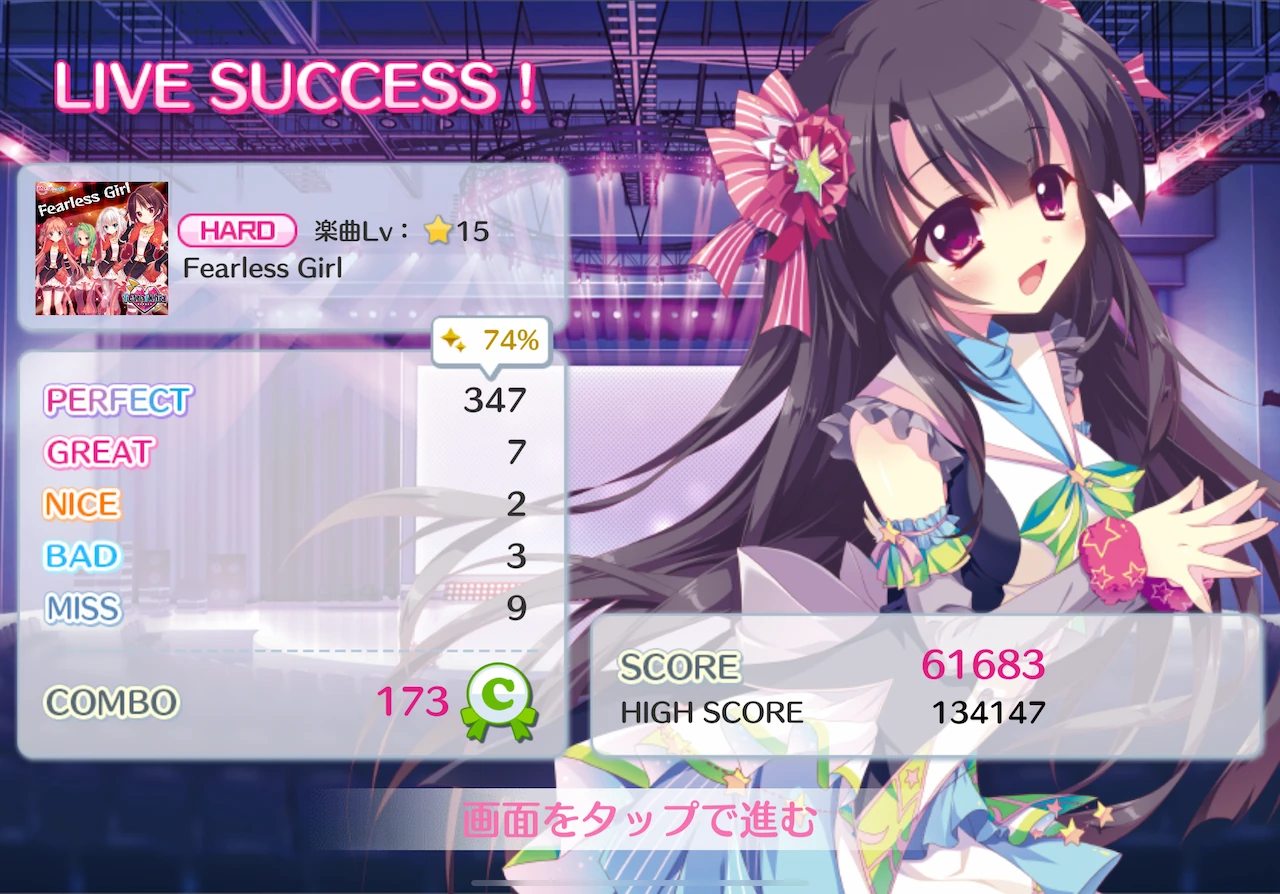 LIVE SUCCESS!
Fearless Girl
HARD 楽曲Lv：15
Fearless Girl
74%
PERFECT 347
GREAT 7
NICE 2
BAD 3
MISS 9
COMBO 173 C
SCORE 61683
HIGH SCORE 134147
画面をタップで進む